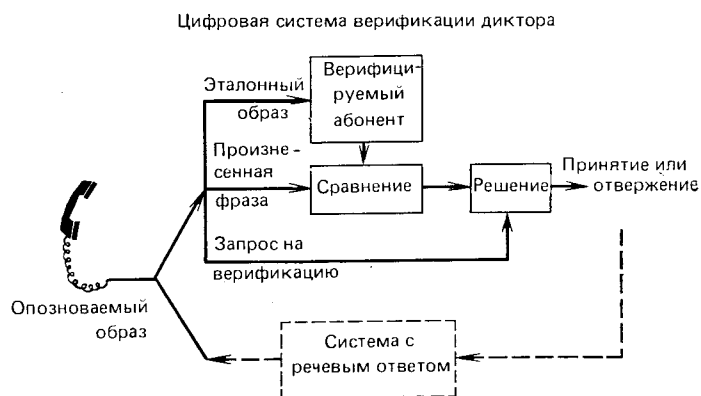 Цифровая система верификации диктора
Эталонный
образ
Верифици-
руемый
абонент
Произне-
сенная
фраза
Сравнение
Решение
Принятие или
отвержение
Запрос на
верификацию
Опозноваемый
образ
Система с
речевым ответом